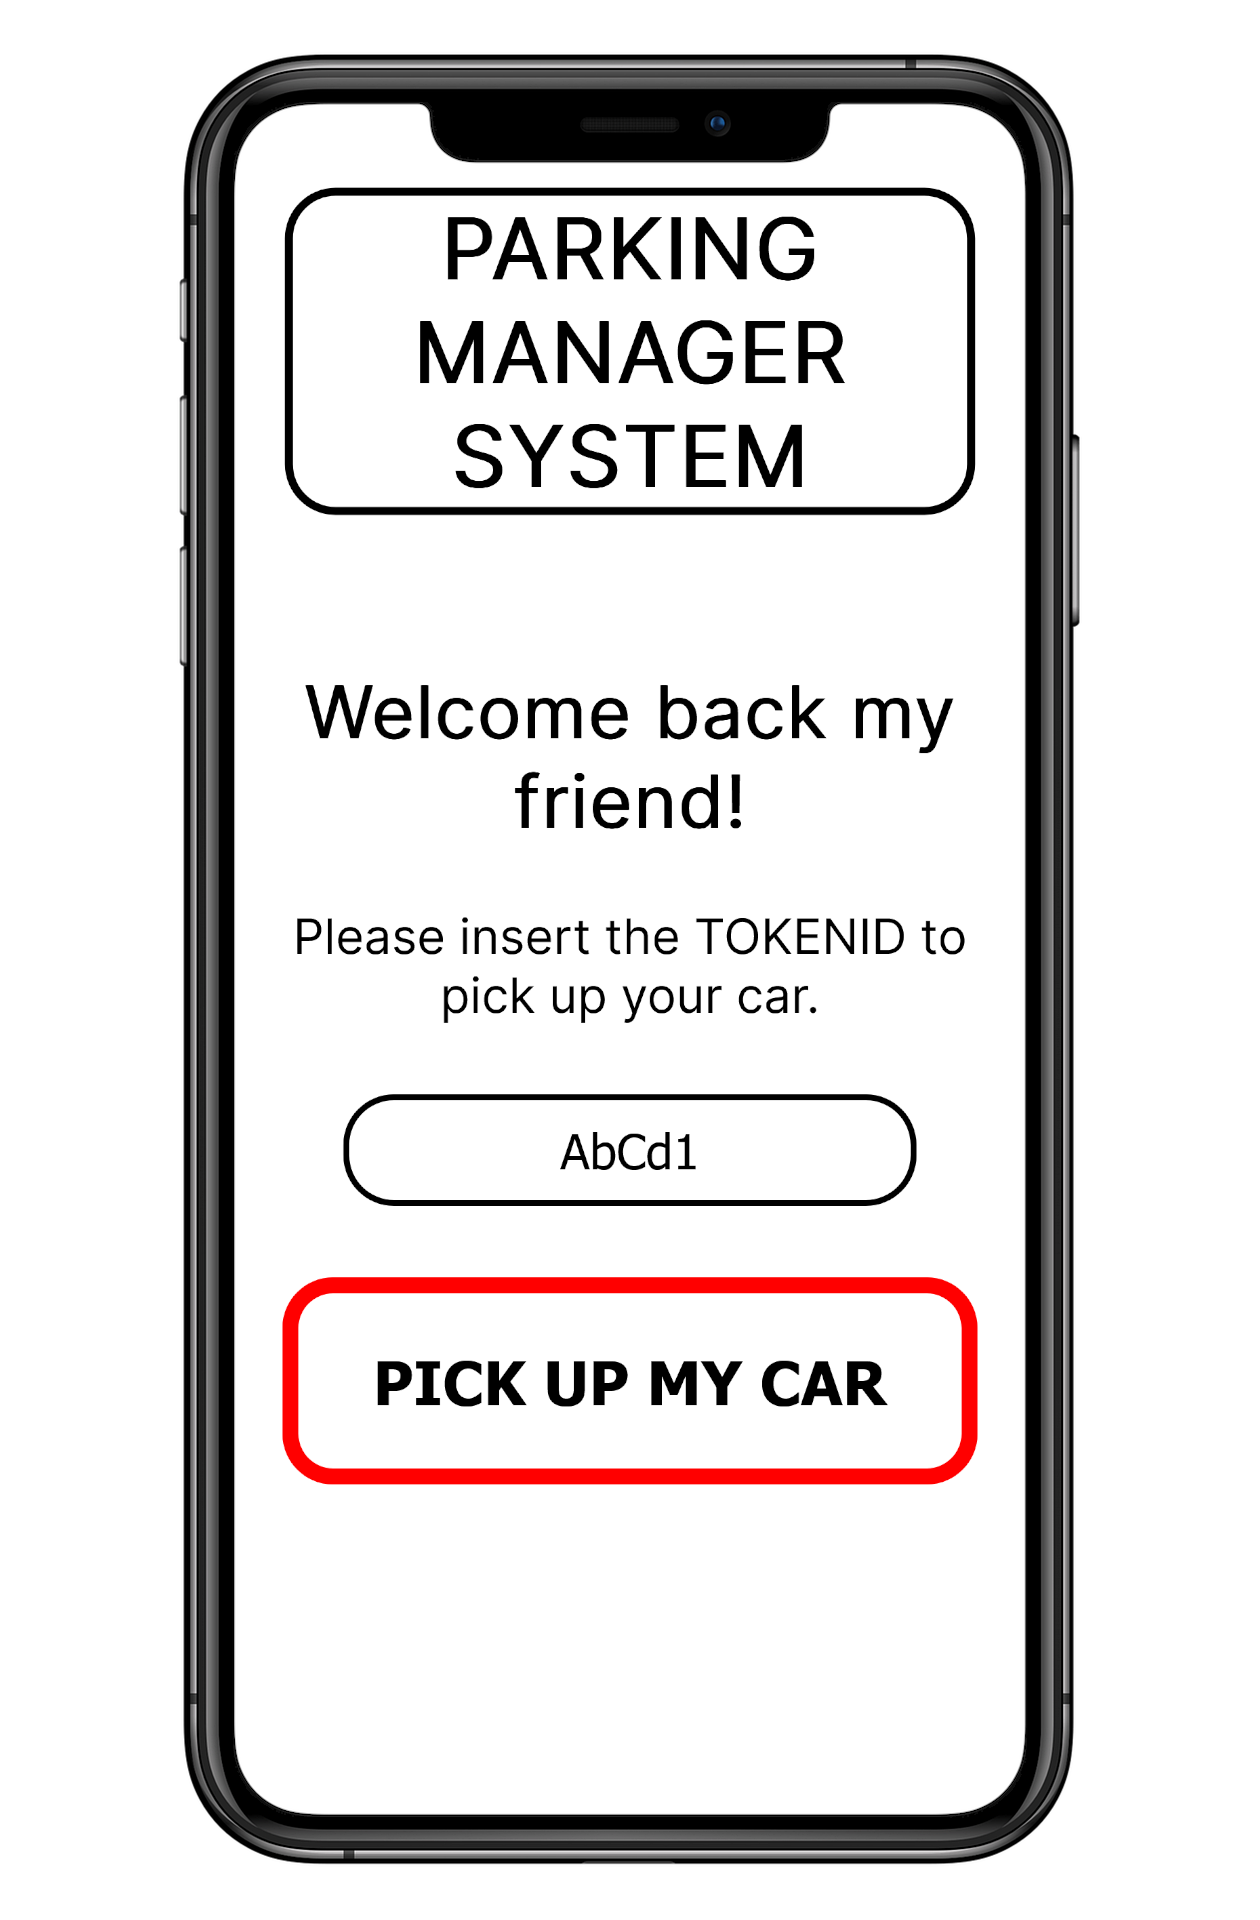 PARKING
MANAGER
SYSTEM
Welcome back my
friend!
Please insert the TOKENID to
pick up your car.
AbCd1
PICK UP MY CAR